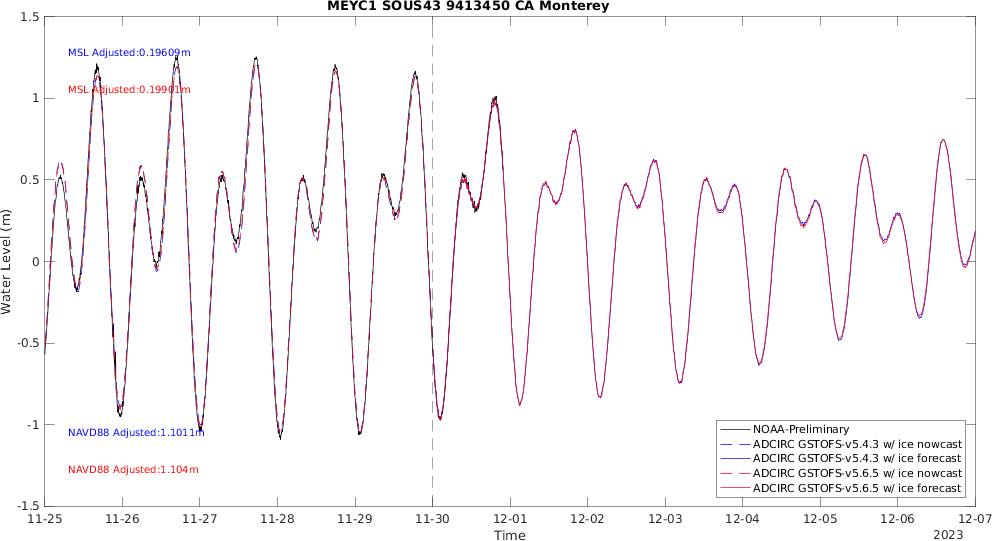 MEYC1 SOUS43 9413450 CA Monterey
1.5
1
0.5
0
-0.5
-1
-1.5
Water Level (m)
MSL Adjusted:0.19609m
MSL Adjusted:0.19901m
NAVD88 Adjusted:1.1011m
NAVD88 Adjusted:1.104m
NOAA-Preliminary
ADCIRC GSTOFS-v5.4.3 w/ ice nowcast
ADCIRC GSTOFS-v5.4.3 w/ ice forecast
ADCIRC GSTOFS-v5.6.5 w/ ice nowcast
ADCIRC GSTOFS-v5.6.5 w/ ice forecast
11-25 11-26 11-27 11-28 11-29 11-30 12-01 12-02 12-03 12-04 12-05 12-06 12-07
Time
2023